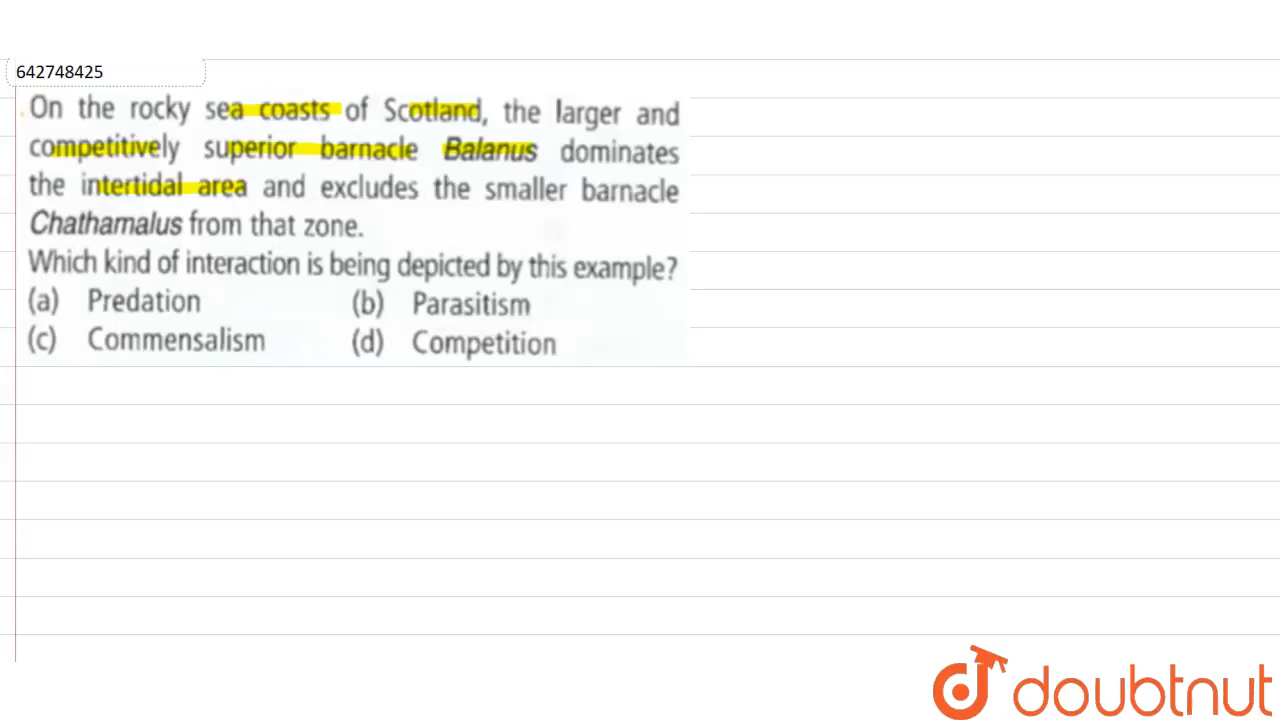 642748425
On the rocky sea coasts of Scotland, the larger and
competitively superior barnacle Balanus dominates
the intertidal area and excludes the smaller barnacle
Chathamalus from that zone.
Which kind of interaction is being depicted by this example?
(a) Predation (b) Parasitism
(c) Commensalism (d) Competition
doubtnut